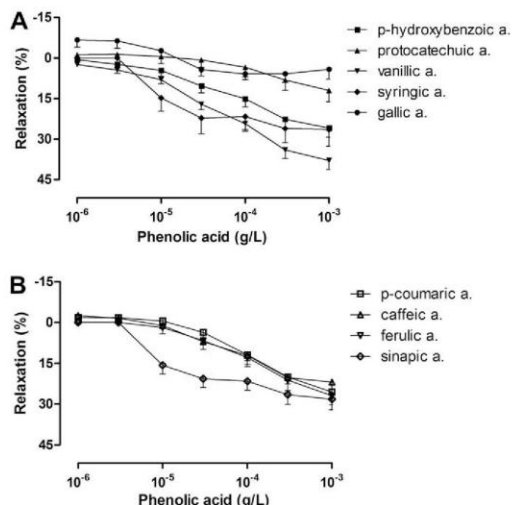 A
Relaxation (%)
-15
0
15
30
45
10⁻⁶ 10⁻⁵ 10⁻⁴ 10⁻³
Phenolic acid (g/L)
p-hydroxybenzoic a.
protocatechuic a.
vanillic a.
syringic a.
gallic a.
B
Relaxation (%)
-15
0
15
30
45
10⁻⁶ 10⁻⁵ 10⁻⁴ 10⁻³
Phenolic acid (g/L)
p-coumaric a.
caffeic a.
ferulic a.
sinapic a.